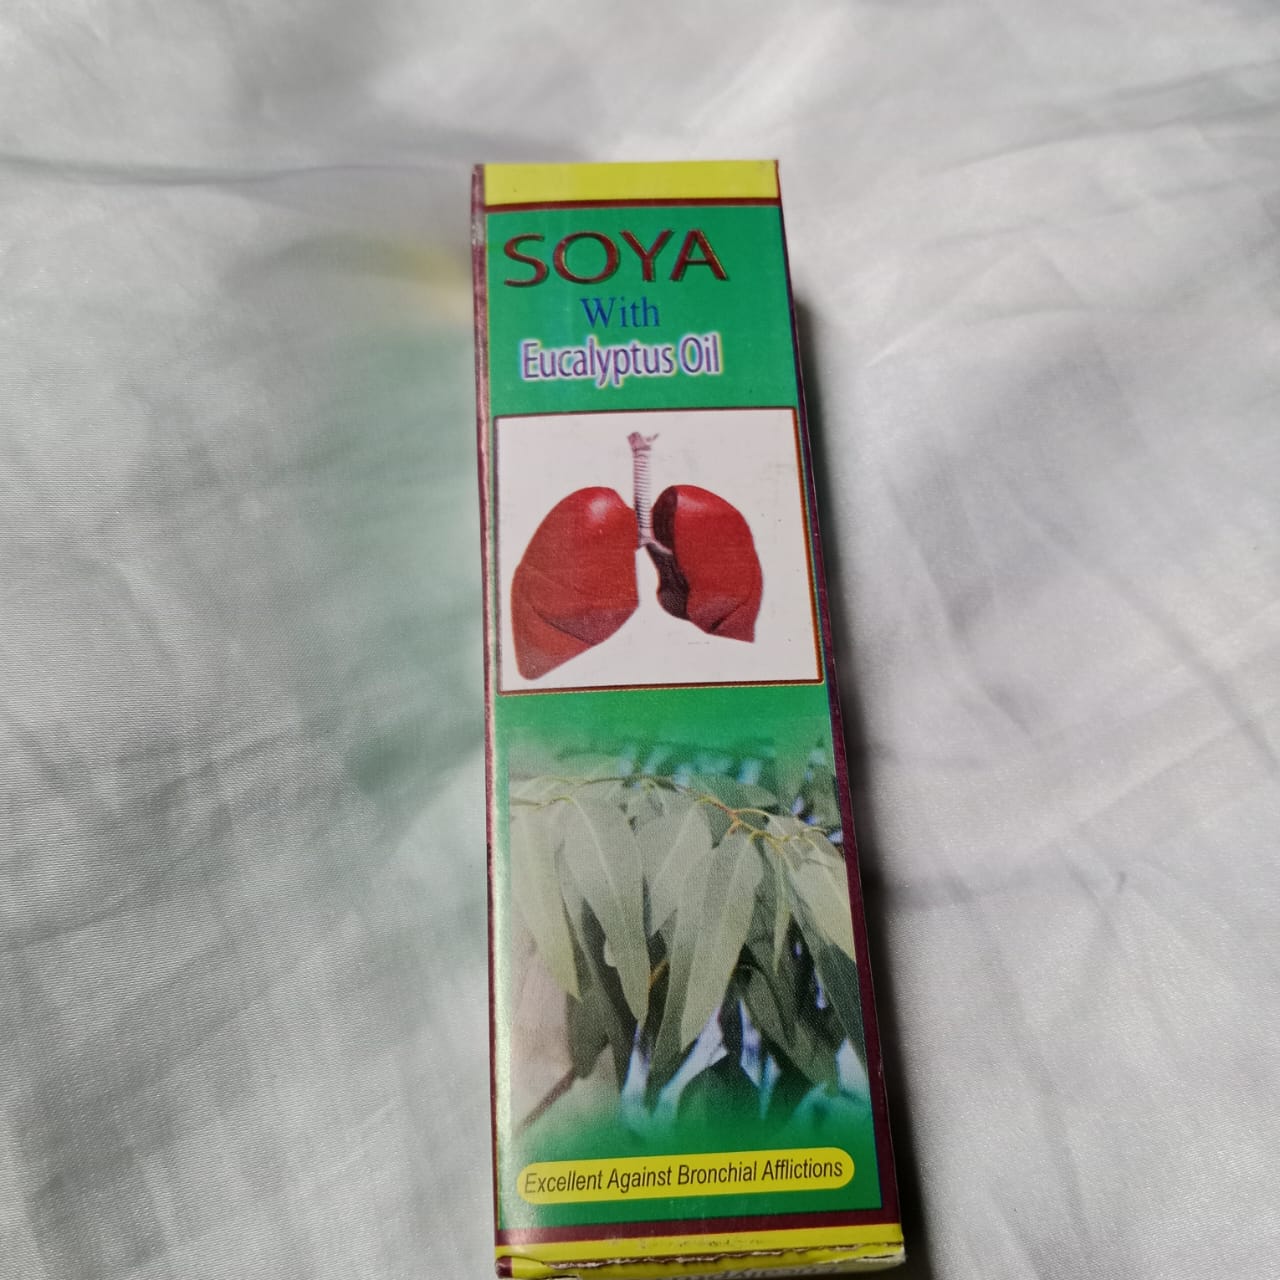 SOYA
With
Eucalyptus Oil
Excellent Against Bronchial Afflictions